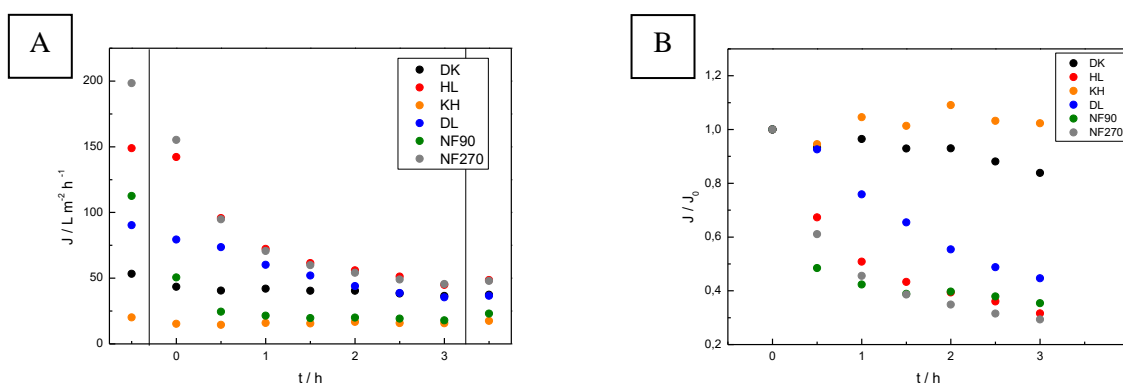 A
J / L m⁻² h⁻¹
200
150
100
50
0
DK
HL
KH
DL
NF90
NF270
0 1 2 3
t / h
B
J / J₀
1,2
1,0
0,8
0,6
0,4
0,2
DK
HL
KH
DL
NF90
NF270
0 1 2 3
t / h